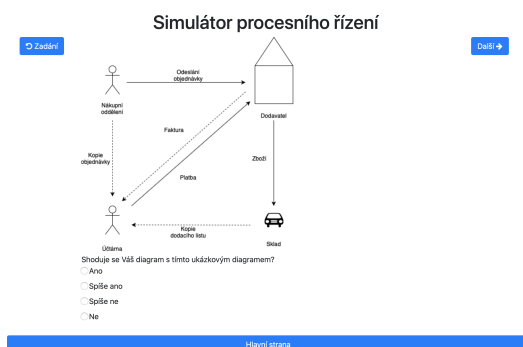 Simulátor procesního řízení
Zadání
Další
Odeslání
objednávky
Nákupní
oddělení
Dodavatel
Faktura
Kopie
objednávky
Zboží
Platba
Kopie
dodacího listu
Účtárna
Sklad
Shoduje se Váš diagram s tímto ukázkovým diagramem?
Ano
Spíše ano
Spíše ne
Ne
Hlavní strana